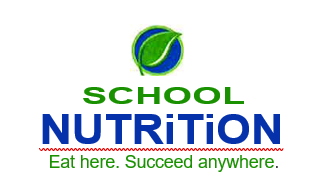 SCHOOL
NUTRiTiON
Eat here. Succeed anywhere.